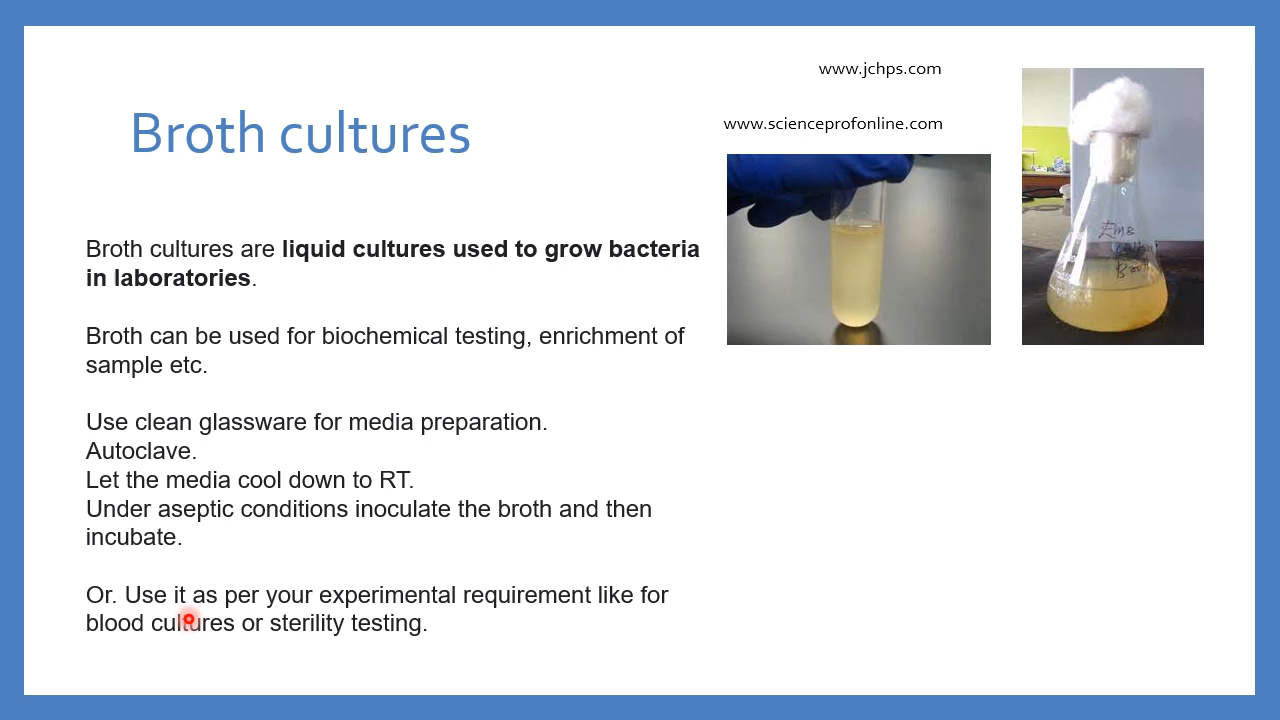 www.jchps.com
www.scienceprofonline.com
Broth cultures
Broth cultures are liquid cultures used to grow bacteria
in laboratories.
Broth can be used for biochemical testing, enrichment of
sample etc.
Use clean glassware for media preparation.
Autoclave.
Let the media cool down to RT.
Under aseptic conditions inoculate the broth and then
incubate.
Or. Use it as per your experimental requirement like for
blood cultures or sterility testing.